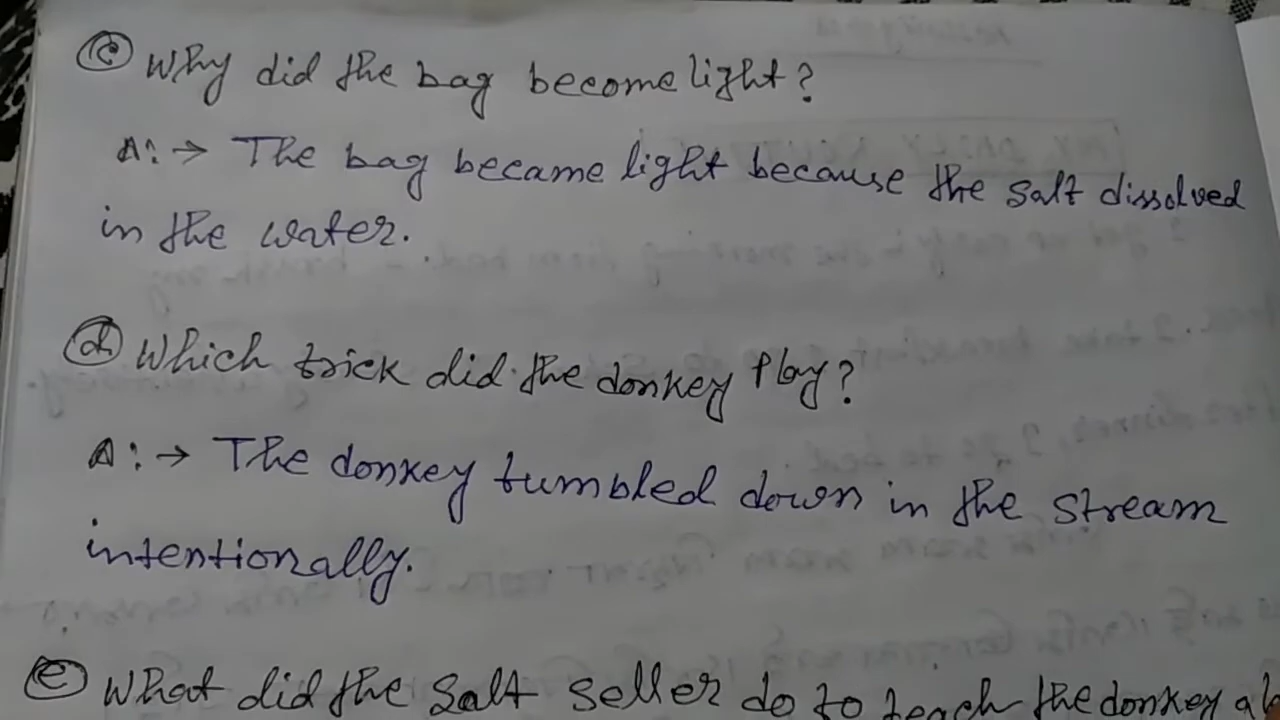 (c) Why did the bag become light?
A:→ The bag became light because the salt dissolved
in the water.
(d) Which trick did the donkey Play?
A:→ The donkey tumbled down in the stream
intentionally.
(e) What did the Salt seller do to teach the donkey